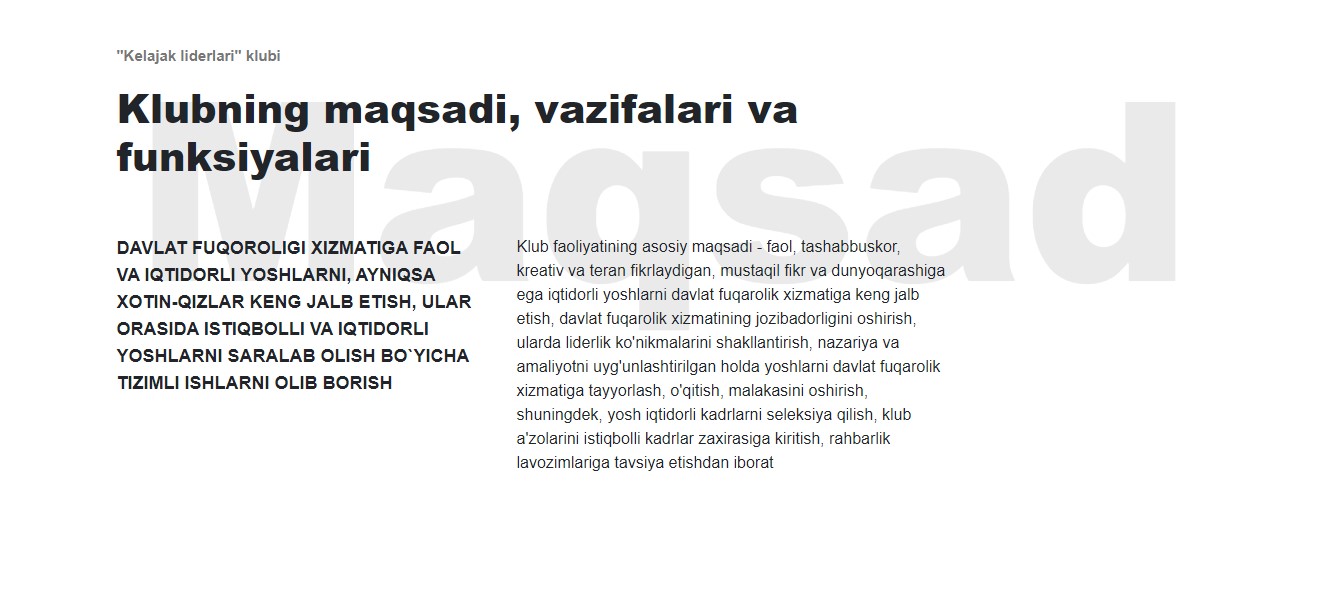 "Kelajak liderlari" klubi
Klubning maqsadi, vazifalari va
funksiyalari
Maqsad
DAVLAT FUQOROLIGI XIZMATIGA FAOL
VA IQTIDORLI YOSHLARNI, AYNIQSA
XOTIN-QIZLAR KENG JALB ETISH, ULAR
ORASIDA ISTIQBOLLI VA IQTIDORLI
YOSHLARNI SARALAB OLISH BO`YICHA
TIZIMLI ISHLARNI OLIB BORISH
Klub faoliyatining asosiy maqsadi - faol, tashabbuskor,
kreativ va teran fikrlaydigan, mustaqil fikr va dunyoqarashiga
ega iqtidorli yoshlarni davlat fuqarolik xizmatiga keng jalb
etish, davlat fuqarolik xizmatining jozibadorligini oshirish,
ularda liderlik ko'nikmalarini shakllantirish, nazariya va
amaliyotni uyg'unlashtirilgan holda yoshlarni davlat fuqarolik
xizmatiga tayyorlash, o'qitish, malakasini oshirish,
shuningdek, yosh iqtidorli kadrlarni seleksiya qilish, klub
a'zolarini istiqbolli kadrlar zaxirasiga kiritish, rahbarlik
lavozimlariga tavsiya etishdan iborat